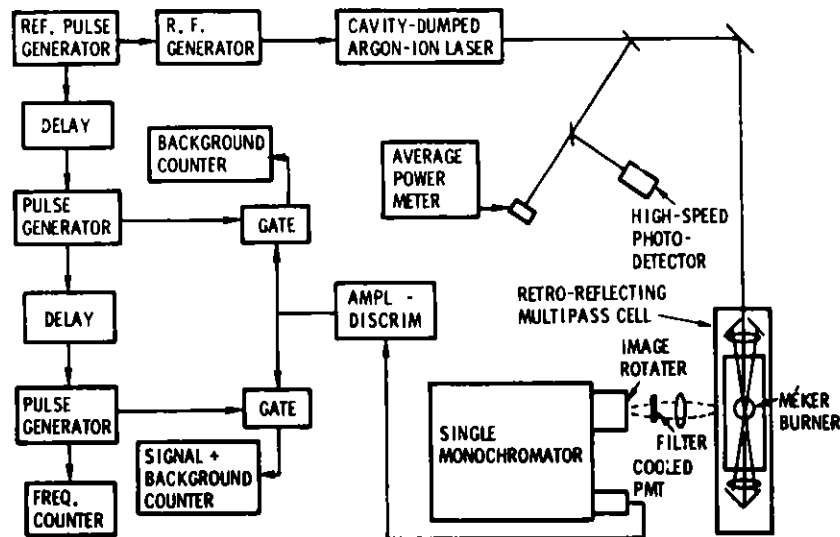 REF. PULSE
GENERATOR
R. F.
GENERATOR
CAVITY-DUMPED
ARGON-ION LASER
DELAY
BACKGROUND
COUNTER
AVERAGE
POWER
METER
HIGH-SPEED
PHOTO-
DETECTOR
PULSE
GENERATOR
GATE
DELAY
AMPL -
DISCRIM
RETRO-REFLECTING
MULTIPASS CELL
IMAGE
ROTATER
PULSE
GENERATOR
GATE
SINGLE
MONOCHROMATOR
FILTER
COOLED
PMT
MÉKER
BURNER
SIGNAL +
BACKGROUND
COUNTER
FREQ.
COUNTER